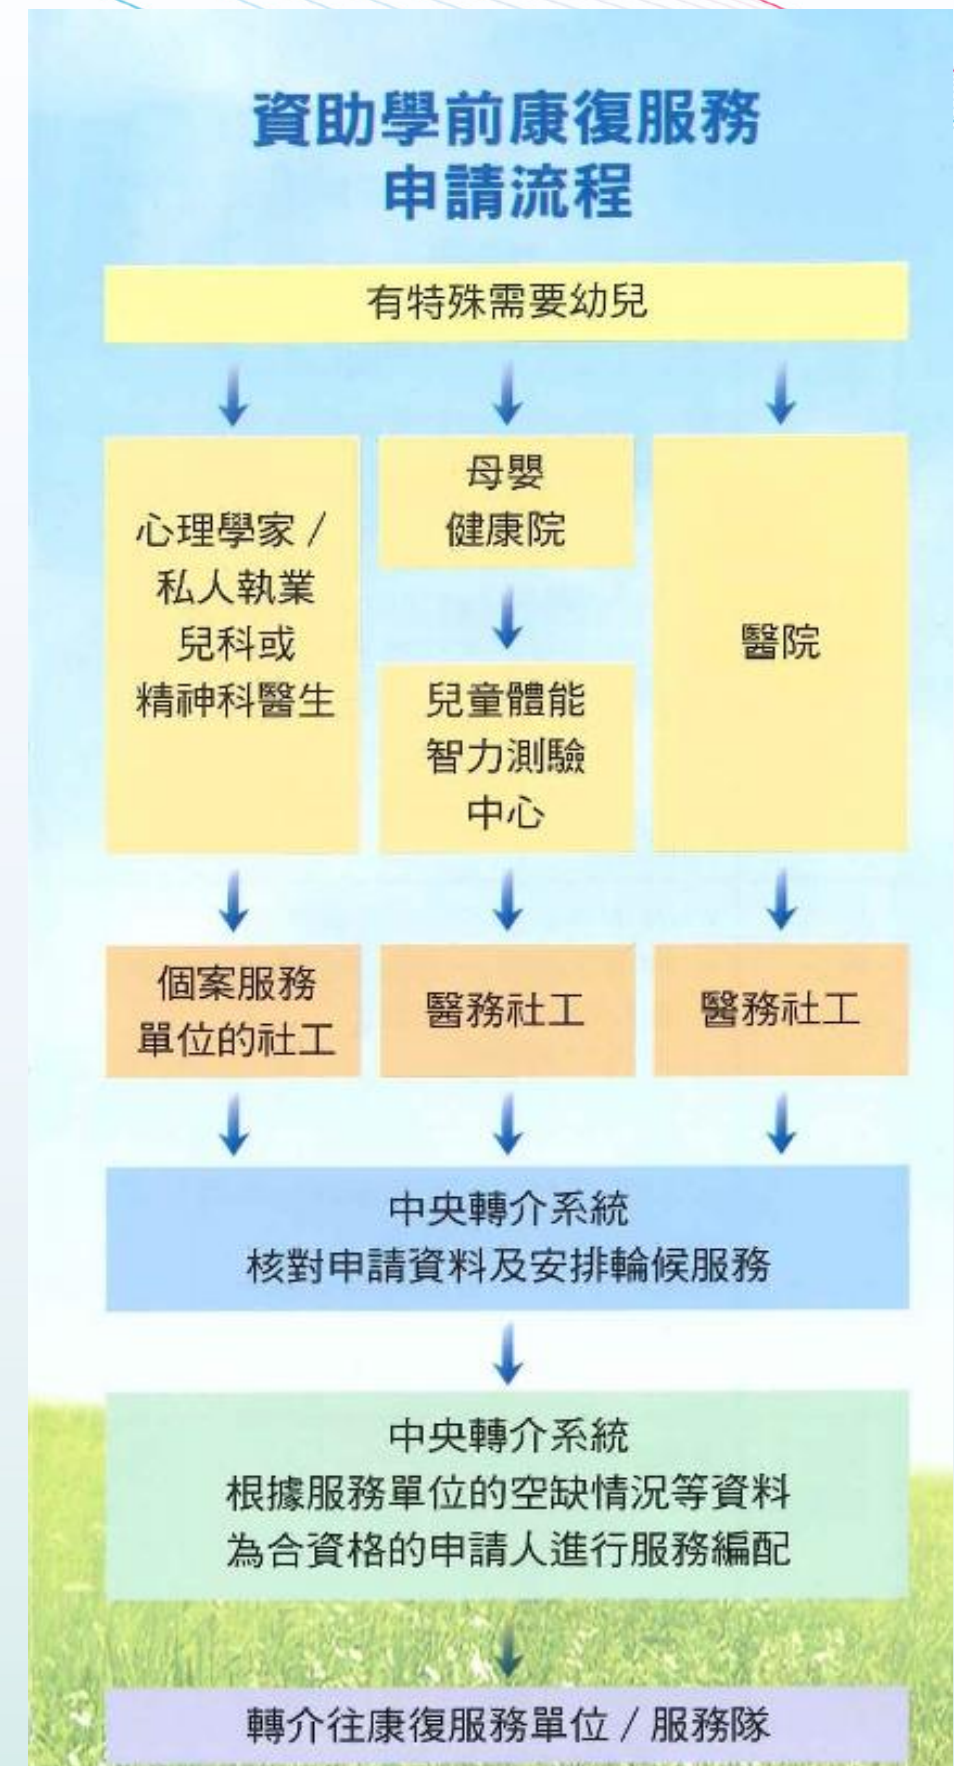 資助學前康復服務
申請流程
有特殊需要幼兒
心理學家 /
私人執業
兒科或
精神科醫生
母嬰
健康院
兒童體能
智力測驗
中心
醫院
個案服務
單位的社工
醫務社工
醫務社工
中央轉介系統
核對申請資料及安排輪候服務
中央轉介系統
根據服務單位的空缺情況等資料
為合資格的申請人進行服務編配
轉介往康復服務單位 / 服務隊